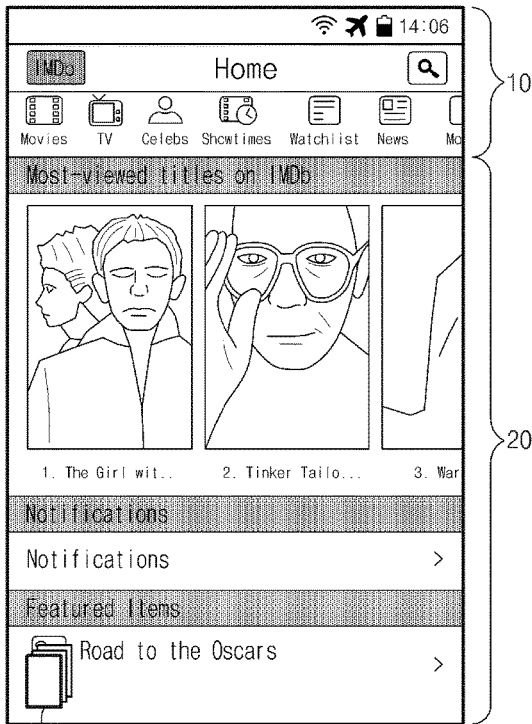 14:06
IMDb Home
Movies TV Celebs Showtimes Watchlist News Mo
Most-viewed titles on IMDb
1. The Girl wit.. 2. Tinker Tailo... 3. War
Notifications
Notifications >
Featured Items
Road to the Oscars >
10
20